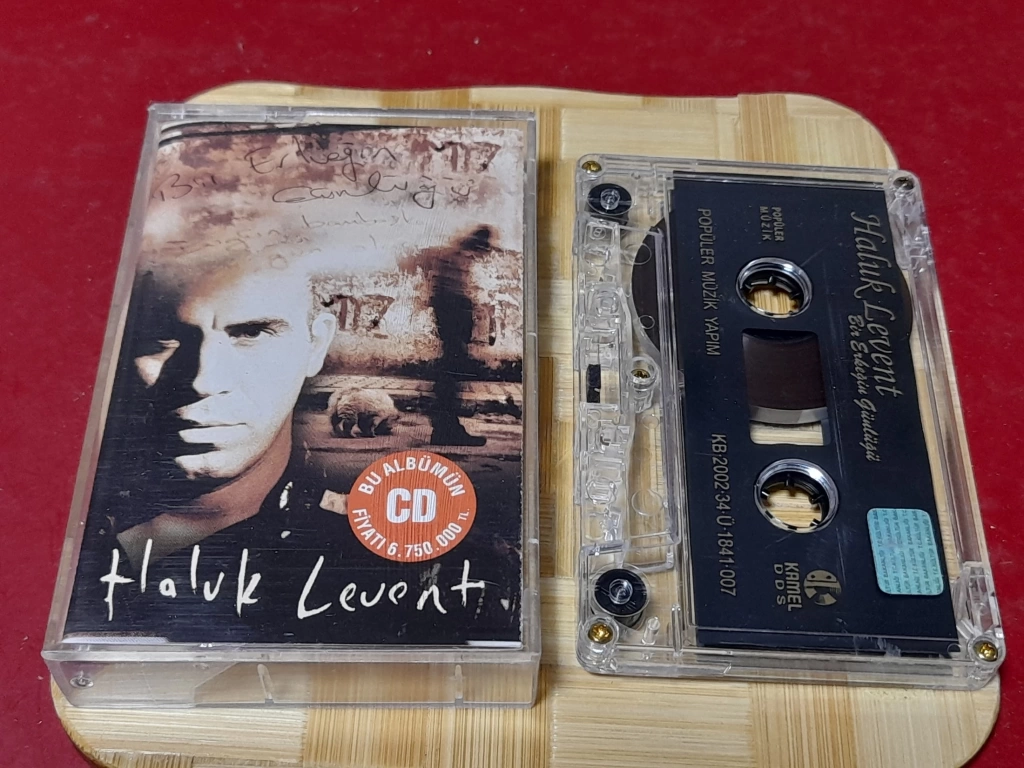 Bir Erkeğin
Günlüğü
BU ALBÜMÜN
CD
FİYATI 6.750.000 TL
Haluk Levent
Haluk Levent
Bir Erkeğin Günlüğü
POPÜLER
MÜZİK
POPÜLER MÜZİK YAPIM
KB.2002.34.Ü.1841.007
KAMEL
DDS